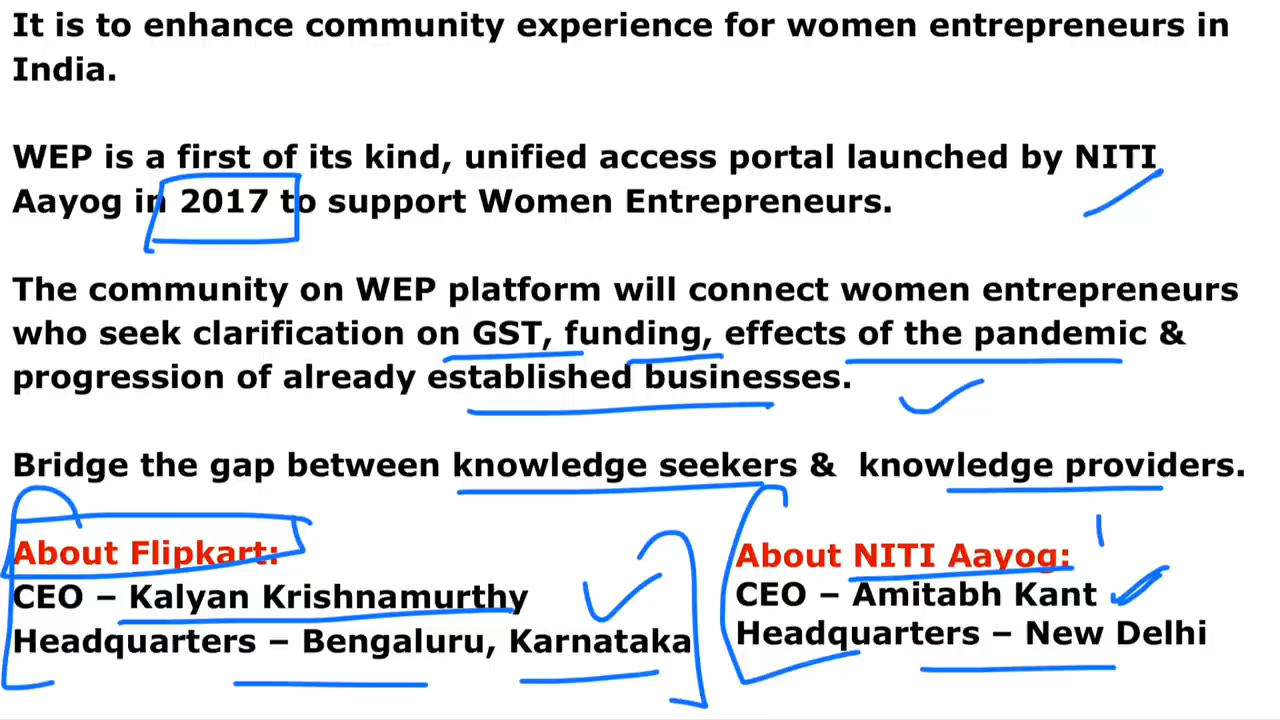 It is to enhance community experience for women entrepreneurs in
India.
WEP is a first of its kind, unified access portal launched by NITI
Aayog in 2017 to support Women Entrepreneurs.
The community on WEP platform will connect women entrepreneurs
who seek clarification on GST, funding, effects of the pandemic &
progression of already established businesses.
Bridge the gap between knowledge seekers & knowledge providers.
About Flipkart:
CEO – Kalyan Krishnamurthy
Headquarters – Bengaluru, Karnataka
About NITI Aayog:
CEO – Amitabh Kant
Headquarters – New Delhi